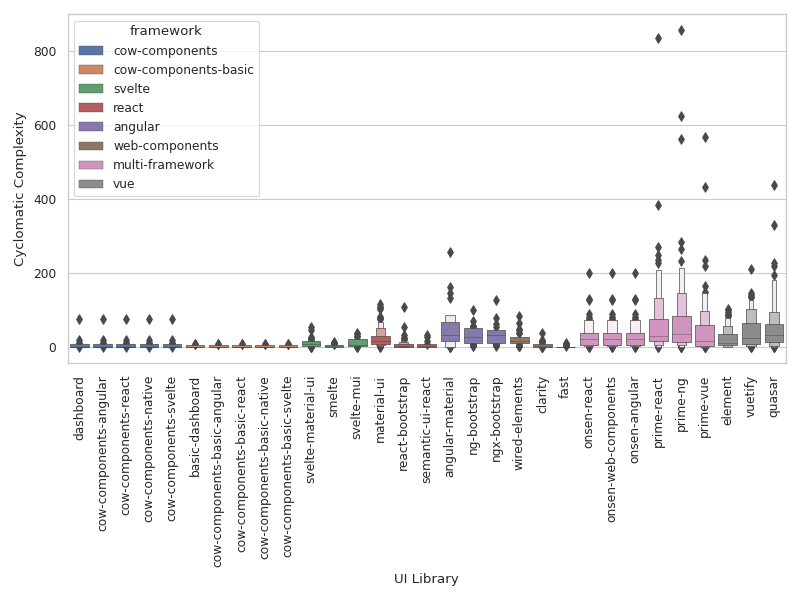 framework
cow-components
cow-components-basic
svelte
react
angular
web-components
multi-framework
vue
Cyclomatic Complexity
800
600
400
200
0
dashboard
cow-components-angular
cow-components-react
cow-components-native
cow-components-svelte
basic-dashboard
cow-components-basic-angular
cow-components-basic-react
cow-components-basic-native
cow-components-basic-svelte
svelte-material-ui
smelte
svelte-mui
material-ui
react-bootstrap
semantic-ui-react
angular-material
ng-bootstrap
ngx-bootstrap
wired-elements
clarity
fast
onsen-react
onsen-web-components
onsen-angular
prime-react
prime-ng
prime-vue
element
vuetify
quasar
UI Library